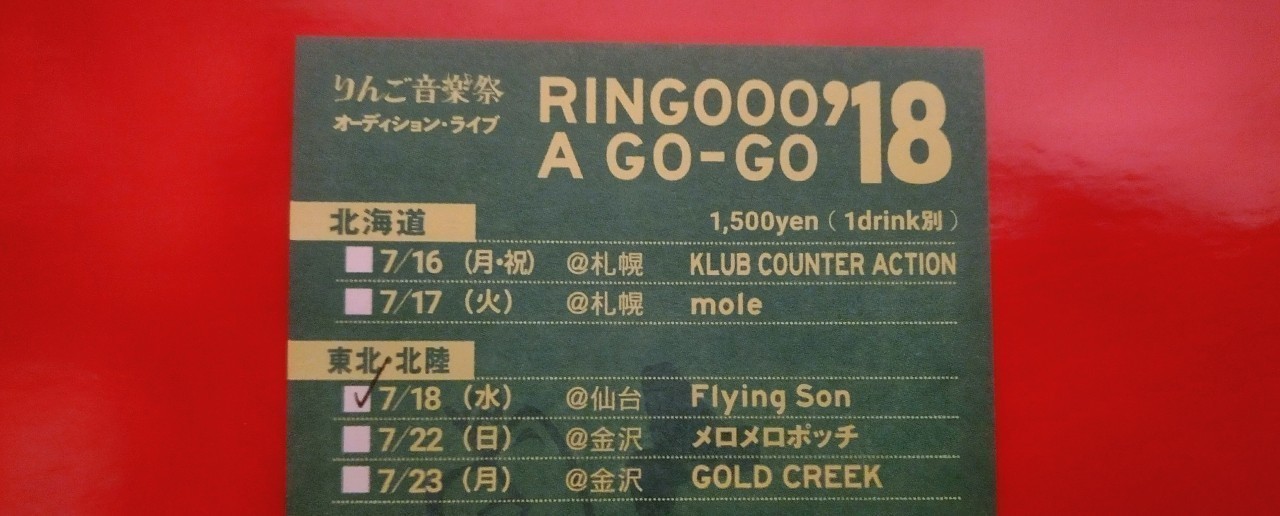 りんご音楽祭
オーディション・ライブ
RINGOOO
A GO-GO
'18
北海道
1,500yen（1drink別）
7/16（月・祝）@札幌 KLUB COUNTER ACTION
7/17（火）@札幌 mole
東北・北陸
7/18（水）@仙台 Flying Son
7/22（日）@金沢 メロメロポッチ
7/23（月）@金沢 GOLD CREEK